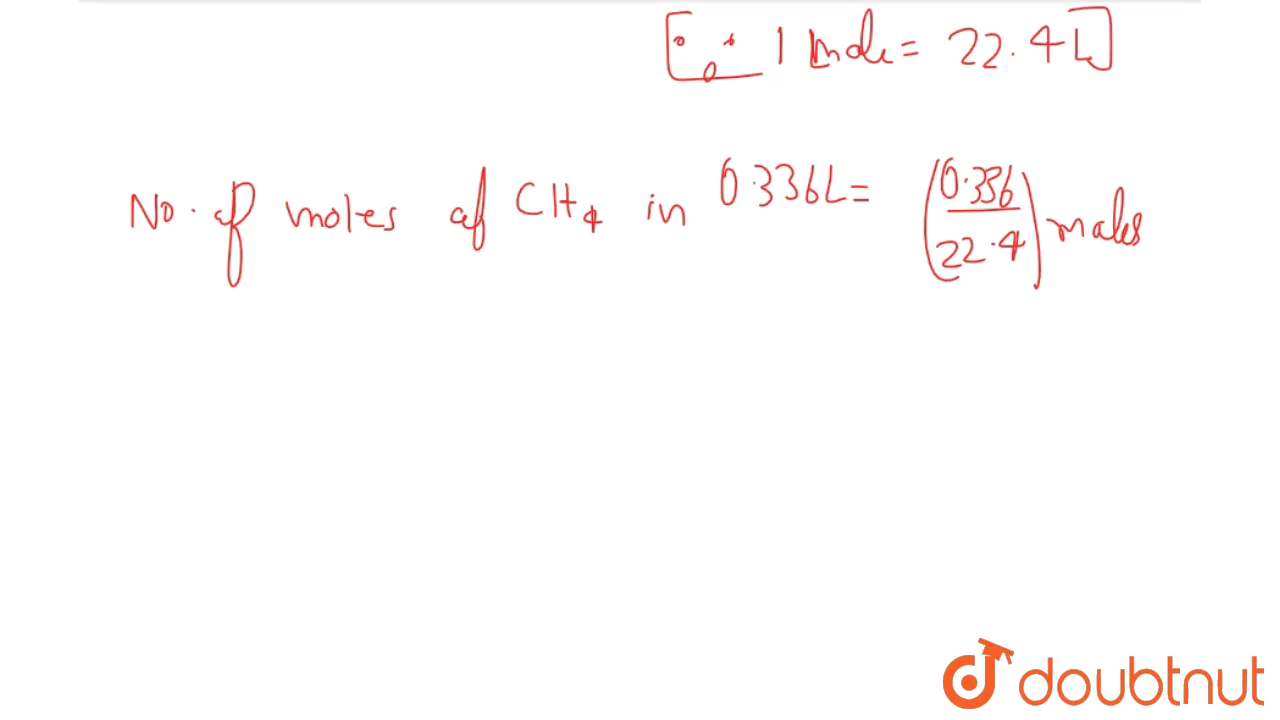 [∵ 1 mole = 22.4 L]
No. of moles of CH₄ in 0.336L = (0.336/22.4) moles
doubtnut